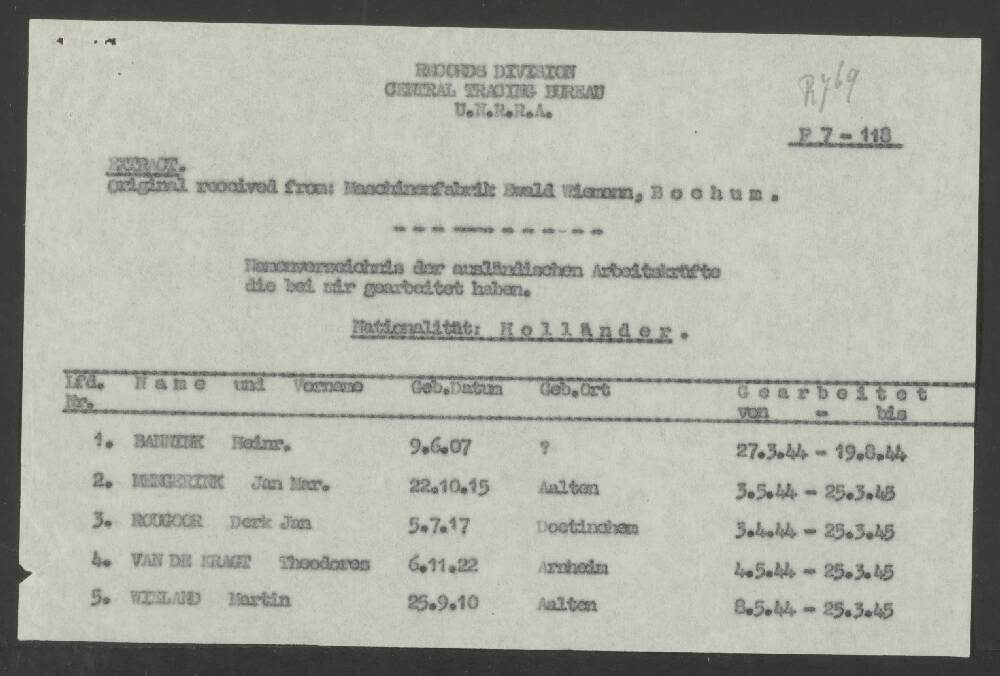 RECORDS DIVISION
CENTRAL TRACING BUREAU
U.N.R.R.A.
F 7 - 118
EXTRACT.
Original received from: Maschinenfabrik Ewald Wiemann, B o c h u m .
Namensverzeichnis der ausländischen Arbeitskräfte
die bei mir gearbeitet haben.
Nationalität: H o l l ä n d e r .
Lfd. N a m e und Vorname Geb.Datum Geb.Ort G e a r b e i t e t
Nr. von - bis
1. BANNINK Heinr. 9.6.07 ? 27.3.44 - 19.8.44
2. MENGERINK Jan Mar. 22.10.15 Aalten 3.5.44 - 25.3.45
3. ROUGOOR Derk Jan 5.7.17 Doetinchem 3.4.44 - 25.3.45
4. VAN DE KRAGT Theodores 6.11.22 Arnheim 4.5.44 - 25.3.45
5. WIELAND Martin 25.9.10 Aalten 8.5.44 - 25.3.45